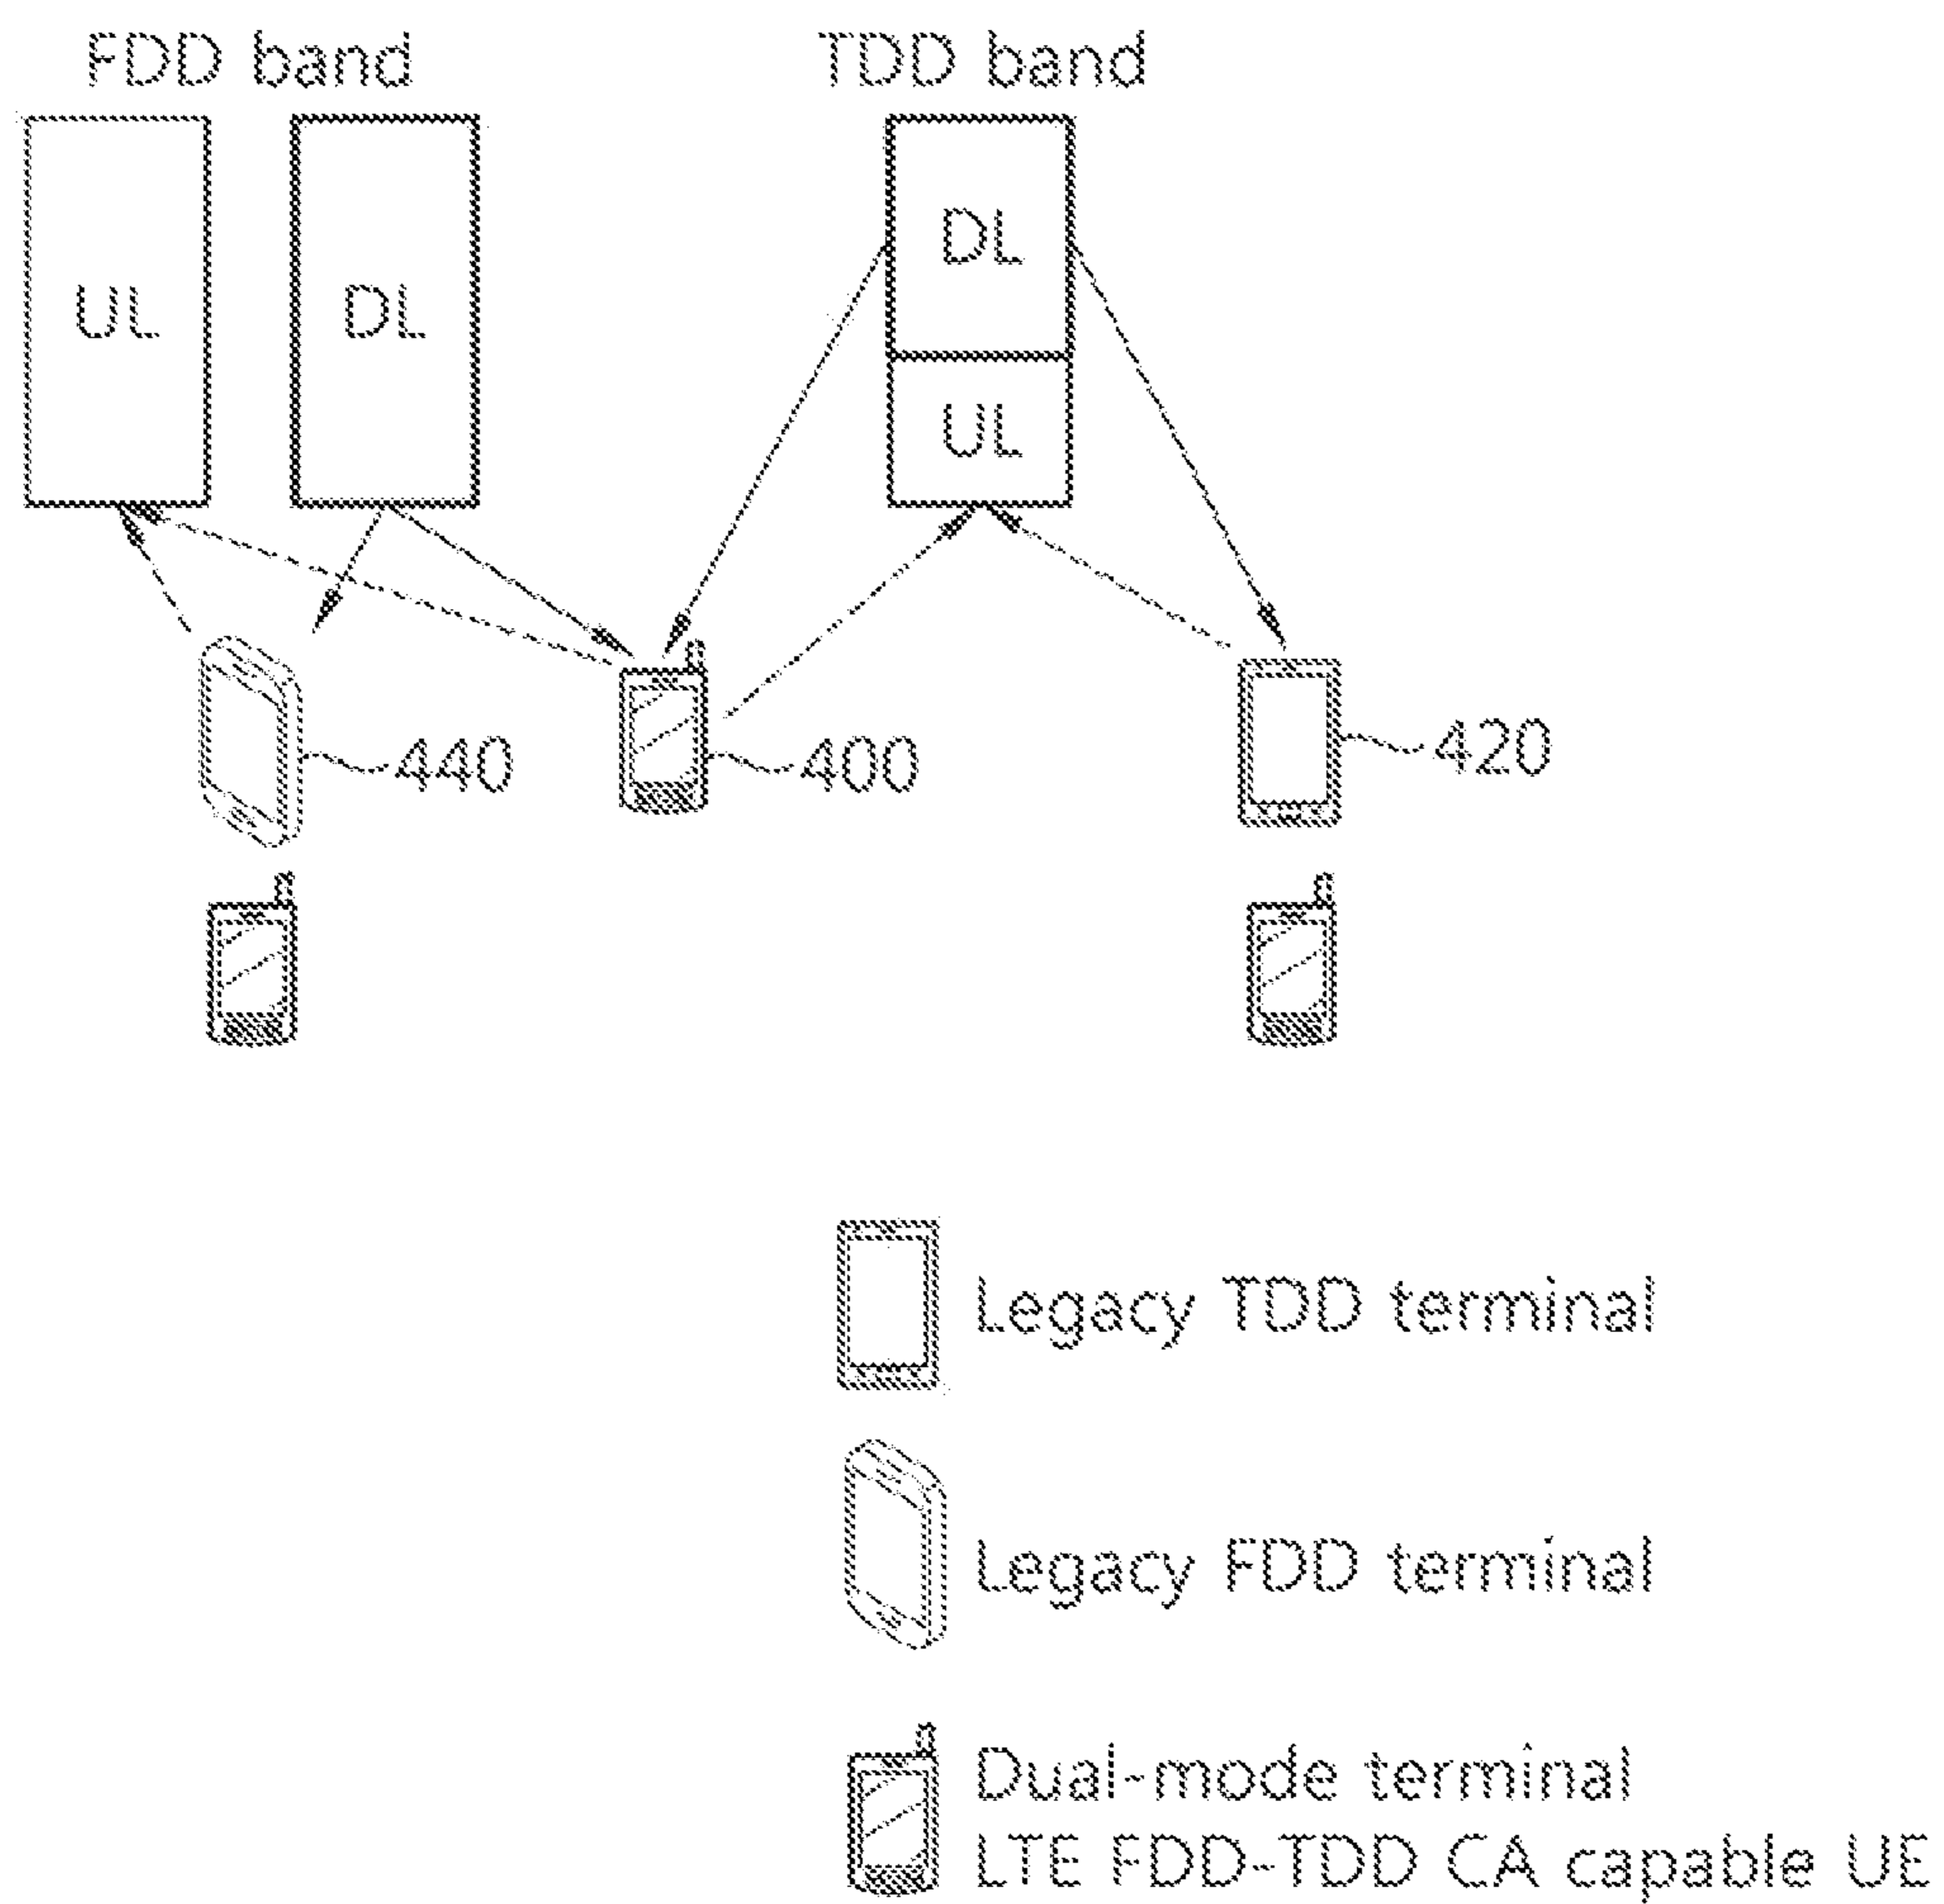 FDD band
TDD band
UL
DL
DL
UL
440
400
420
Legacy TDD terminal
Legacy FDD terminal
Dual-mode terminal
LTE FDD-TDD CA capable UE